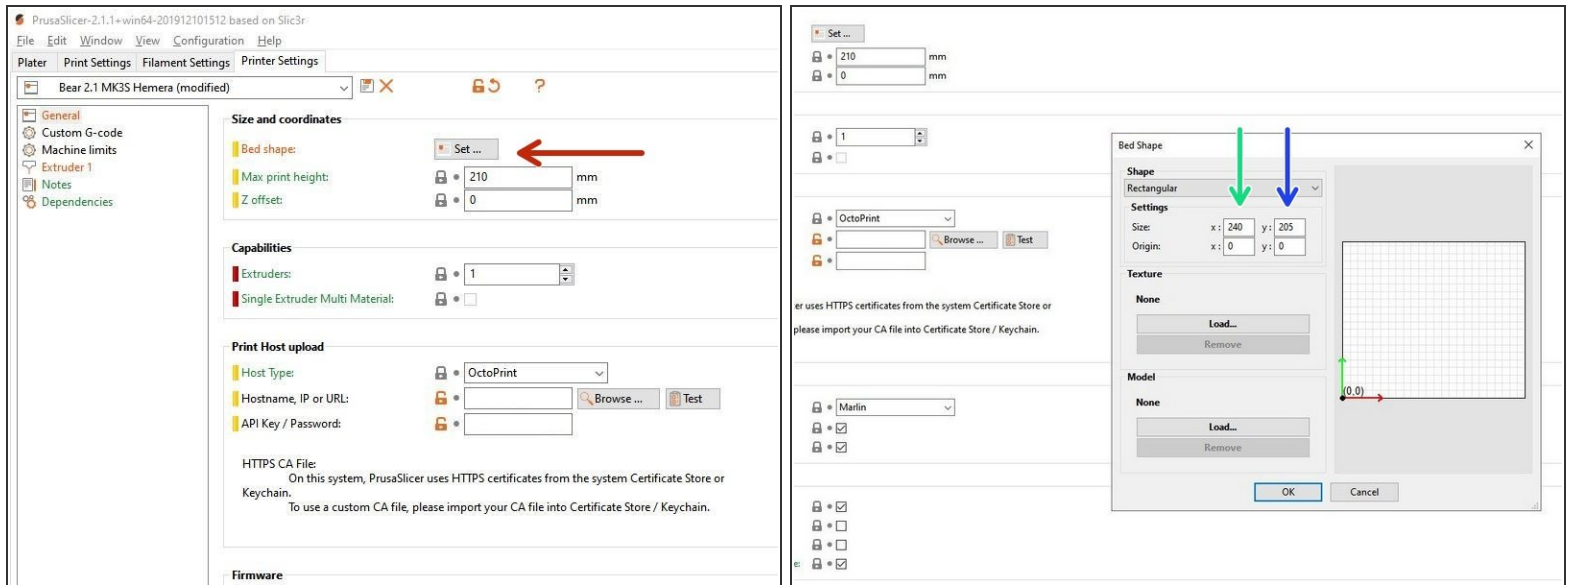 PrusaSlicer-2.1.1+win64-201912101512 based on Slic3r
File Edit Window View Configuration Help
Plater Print Settings Filament Settings Printer Settings
Bear 2.1 MK3S Hemera (modified) ?
General
Custom G-code
Machine limits
Extruder 1
Notes
Dependencies
Size and coordinates
Bed shape: Set ...
Max print height: 210 mm
Z offset: 0 mm
Capabilities
Extruders: 1
Single Extruder Multi Material:
Print Host upload
Host Type: OctoPrint
Hostname, IP or URL: Browse ... Test
API Key / Password:
HTTPS CA File:
On this system, PrusaSlicer uses HTTPS certificates from the system Certificate Store or
Keychain.
To use a custom CA file, please import your CA file into Certificate Store / Keychain.
Firmware
Set ...
210 mm
0 mm
1
OctoPrint
Browse ... Test
er uses HTTPS certificates from the system Certificate Store or
please import your CA file into Certificate Store / Keychain.
Marlin
e:
Bed Shape
Shape
Rectangular
Settings
Size: x: 240 y: 205
Origin: x: 0 y: 0
Texture
None
Load...
Remove
Model
None
Load...
Remove
(0,0)
OK Cancel